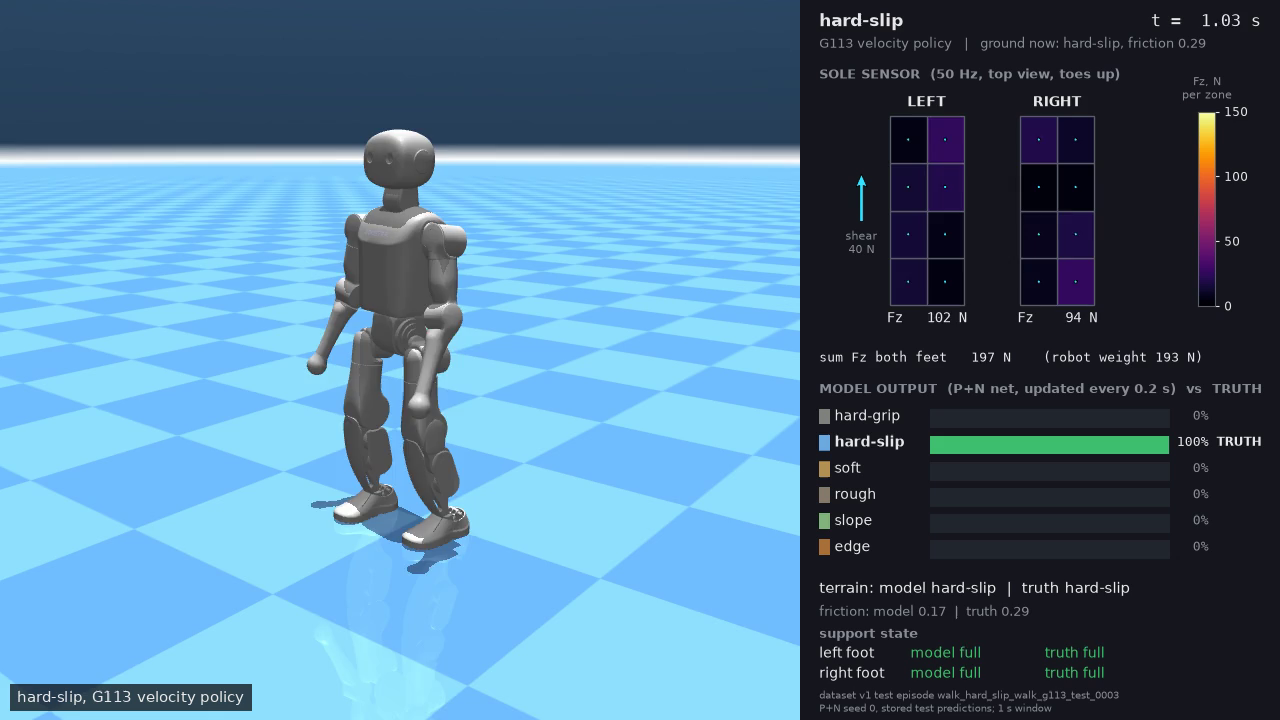 hard-slip t = 1.03 s
G113 velocity policy | ground now: hard-slip, friction 0.29
SOLE SENSOR (50 Hz, top view, toes up)
Fz, N
per zone
LEFT RIGHT
150
100
50
0
shear
40 N
Fz 102 N Fz 94 N
sum Fz both feet 197 N (robot weight 193 N)
MODEL OUTPUT (P+N net, updated every 0.2 s) vs TRUTH
hard-grip 0%
hard-slip 100% TRUTH
soft 0%
rough 0%
slope 0%
edge 0%
terrain: model hard-slip | truth hard-slip
friction: model 0.17 | truth 0.29
support state
left foot model full truth full
right foot model full truth full
dataset v1 test episode walk_hard_slip_walk_g113_test_0003
P+N seed 0, stored test predictions; 1 s window
hard-slip, G113 velocity policy